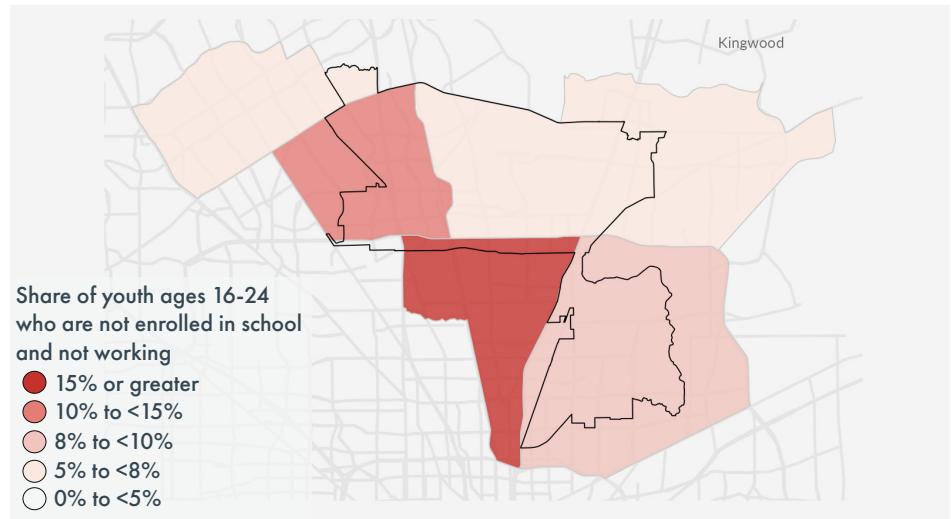 Kingwood
Share of youth ages 16-24
who are not enrolled in school
and not working
15% or greater
10% to <15%
8% to <10%
5% to <8%
0% to <5%